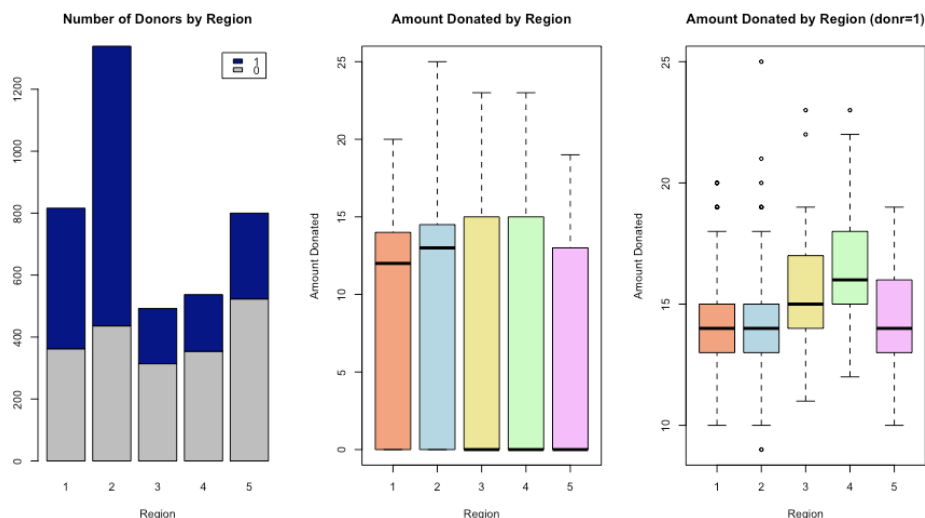 Number of Donors by Region
1
0
0
200
400
600
800
1000
1200
1 2 3 4 5
Region
Amount Donated by Region
Amount Donated
0
5
10
15
20
25
1 2 3 4 5
Region
Amount Donated by Region (donr=1)
Amount Donated
10
15
20
25
1 2 3 4 5
Region